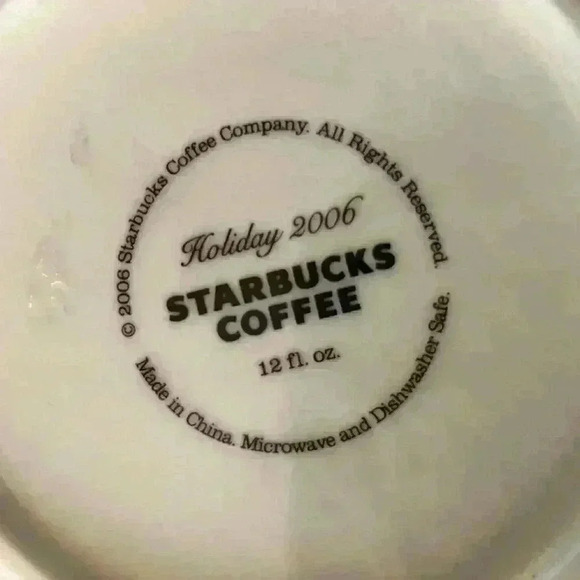 © 2006 Starbucks Coffee Company. All Rights Reserved.
Holiday 2006
STARBUCKS
COFFEE
12 fl. oz.
Made in China. Microwave and Dishwasher Safe.